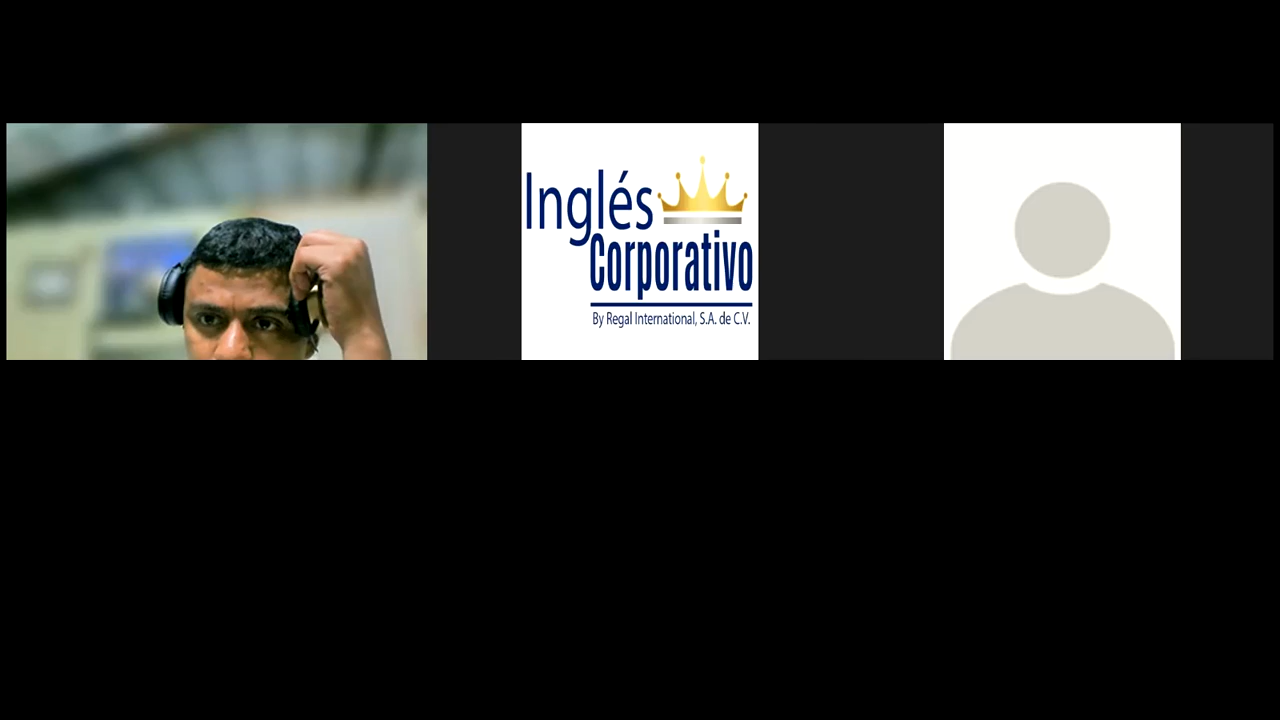 Inglés
Corporativo
By Regal International, S.A. de C.V.